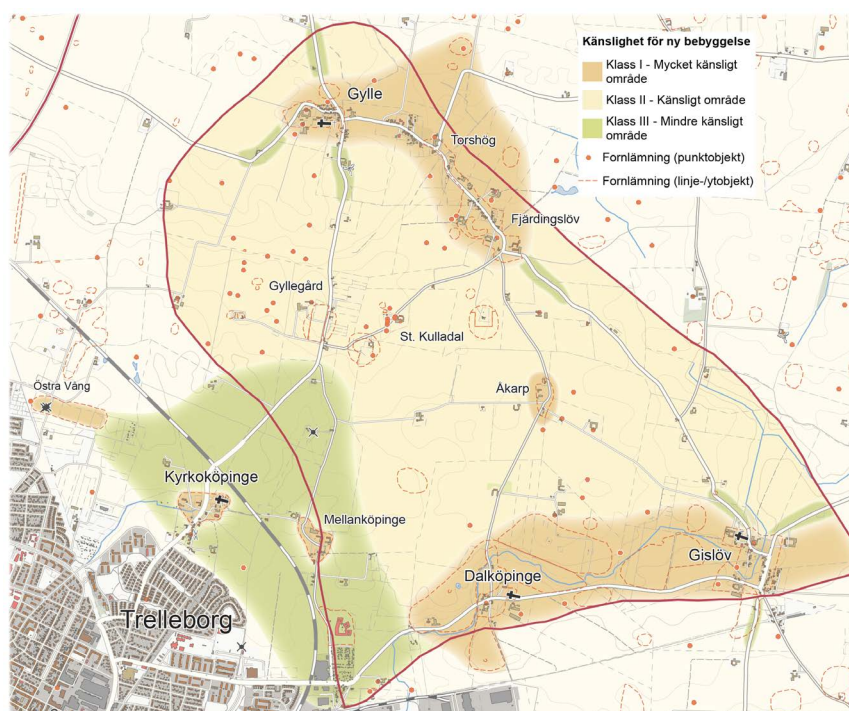 Känslighet för ny bebyggelse
Klass I - Mycket känsligt
område
Klass II - Känsligt område
Klass III - Mindre känsligt
område
Fornlämning (punktobjekt)
Fornlämning (linje-/ytobjekt)
Gylle
Torshög
Fjärdingslöv
Gyllegård
St. Kulladal
Östra Vång
Åkarp
Kyrkoköpinge
Mellanköpinge
Gislöv
Dalköpinge
Trelleborg